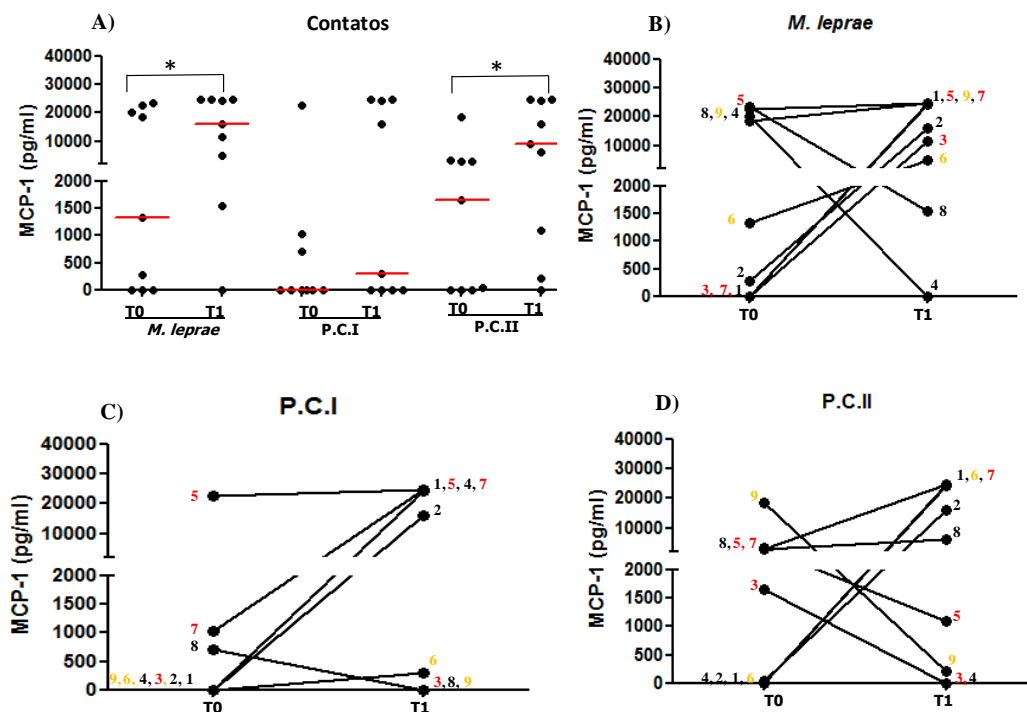 A)
Contatos
MCP-1 (pg/ml)
40000
30000
20000
10000
2000
1500
1000
500
0
*
*
T0 T1 T0 T1 T0 T1
M. leprae P.C.I P.C.II
B)
M. leprae
MCP-1 (pg/ml)
40000
30000
20000
10000
2000
1500
1000
500
0
5
8, 9, 4
6
2
3, 7, 1
1, 5, 9, 7
2
3
6
8
4
T0 T1
C)
P.C.I
MCP-1 (pg/ml)
40000
30000
20000
10000
2000
1500
1000
500
0
5
7
8
9, 6, 4, 3, 2, 1
1, 5, 4, 7
2
6
3, 8, 9
T0 T1
D)
P.C.II
MCP-1 (pg/ml)
40000
30000
20000
10000
2000
1500
1000
500
0
9
8, 5, 7
3
4, 2, 1, 6
1, 6, 7
2
8
5
9
3, 4
T0 T1